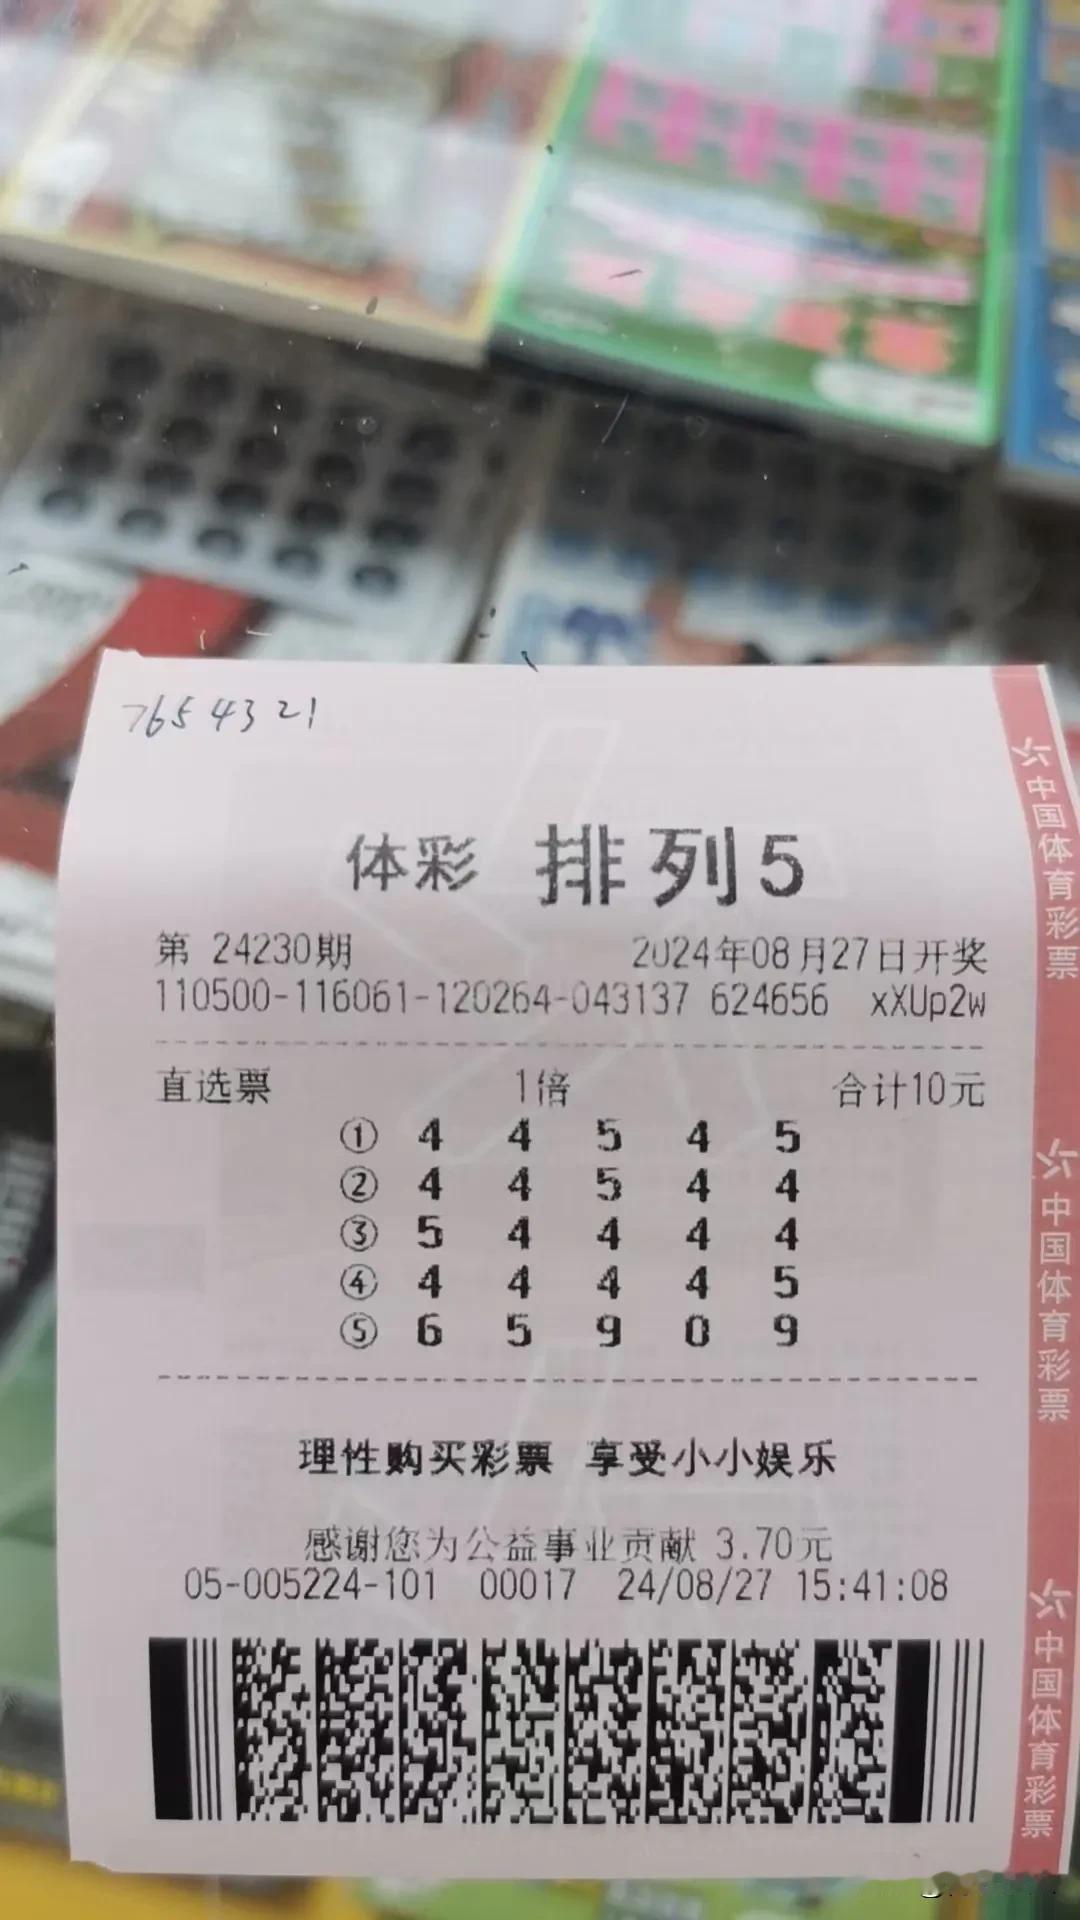 7654321
体彩 排列5
第 24230期 2024年08月27日开奖
110500-116061-120264-043137 624656 xXUp2w
直选票 1倍 合计10元
① 4 4 5 4 5
② 4 4 5 4 4
③ 5 4 4 4 4
④ 4 4 4 4 5
⑤ 6 5 9 0 9
理性购买彩票 享受小小娱乐
感谢您为公益事业贡献 3.70元
05-005224-101 00017 24/08/27 15:41:08
中国体育彩票
中国体育彩票
中国体育彩票